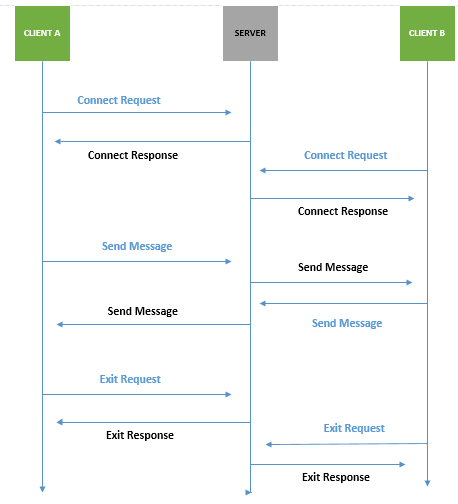 CLIENT A
SERVER
CLIENT B
Connect Request
Connect Response
Connect Request
Connect Response
Send Message
Send Message
Send Message
Send Message
Exit Request
Exit Response
Exit Request
Exit Response